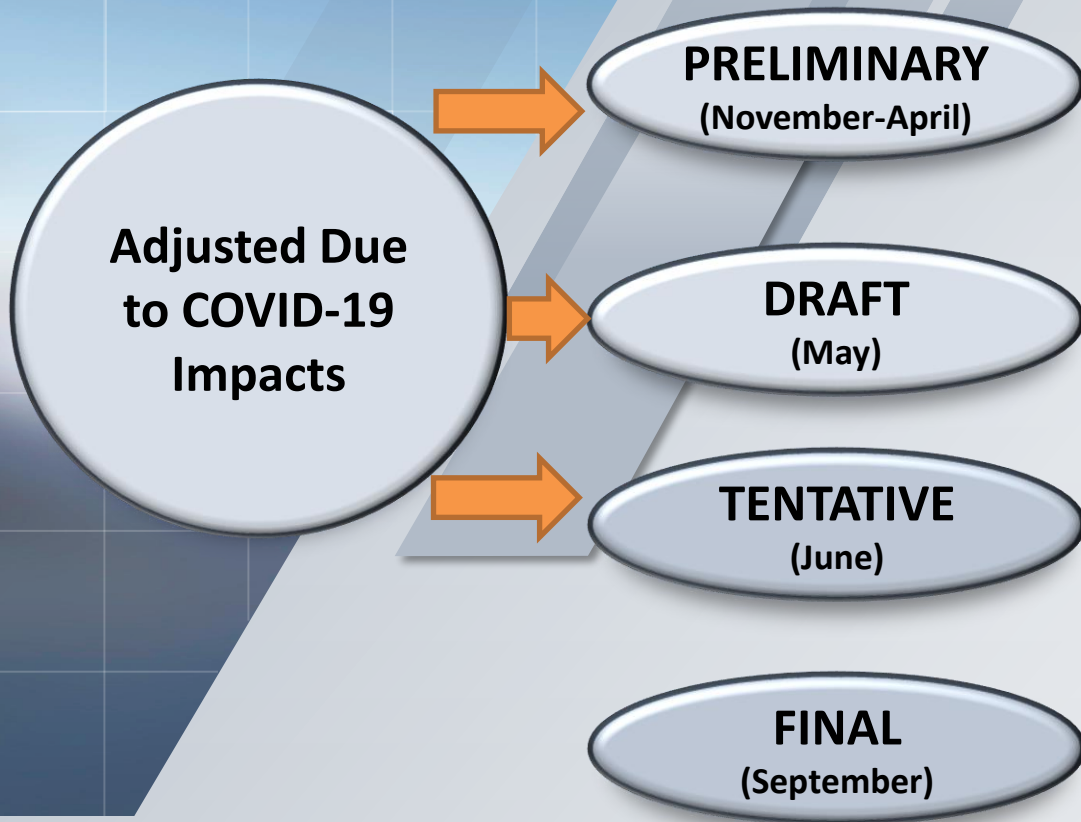 Adjusted Due
to COVID-19
Impacts
PRELIMINARY
(November-April)
DRAFT
(May)
TENTATIVE
(June)
FINAL
(September)